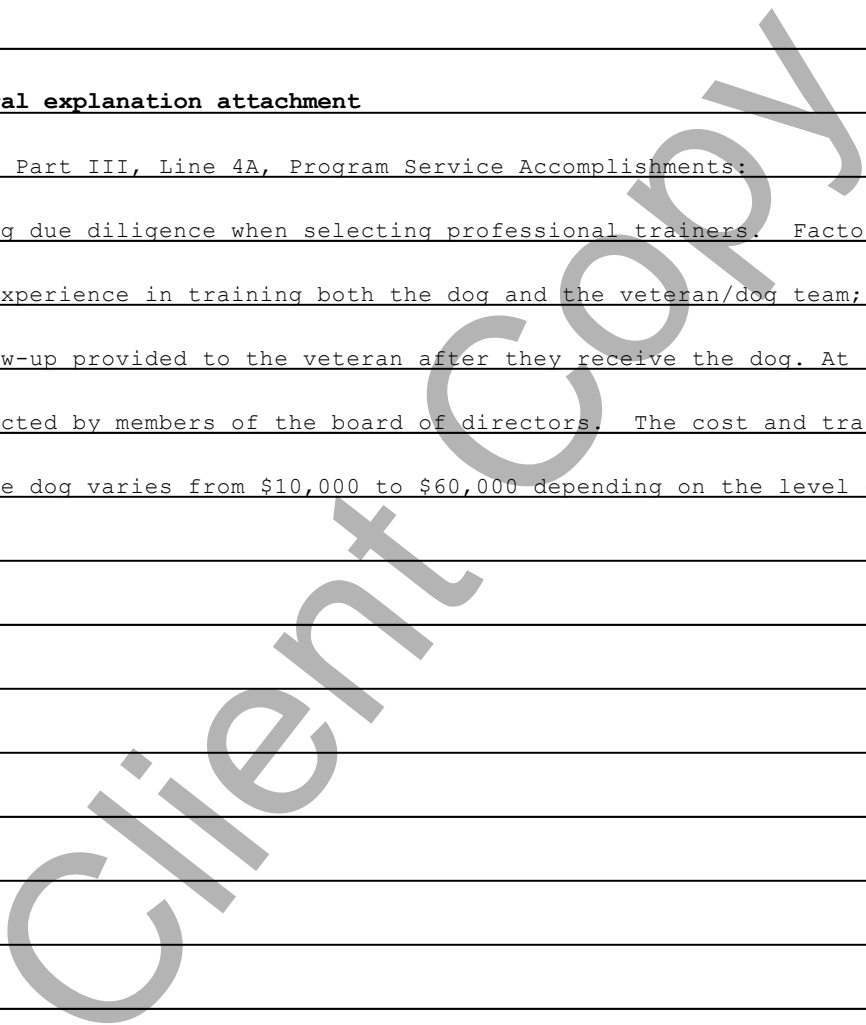 al explanation attachment
Part III, Line 4A, Program Service Accomplishments:
g due diligence when selecting professional trainers. Facto
xperience in training both the dog and the veteran/dog team;
w-up provided to the veteran after they receive the dog. At
cted by members of the board of directors. The cost and tra
e dog varies from $10,000 to $60,000 depending on the level
Client Copy